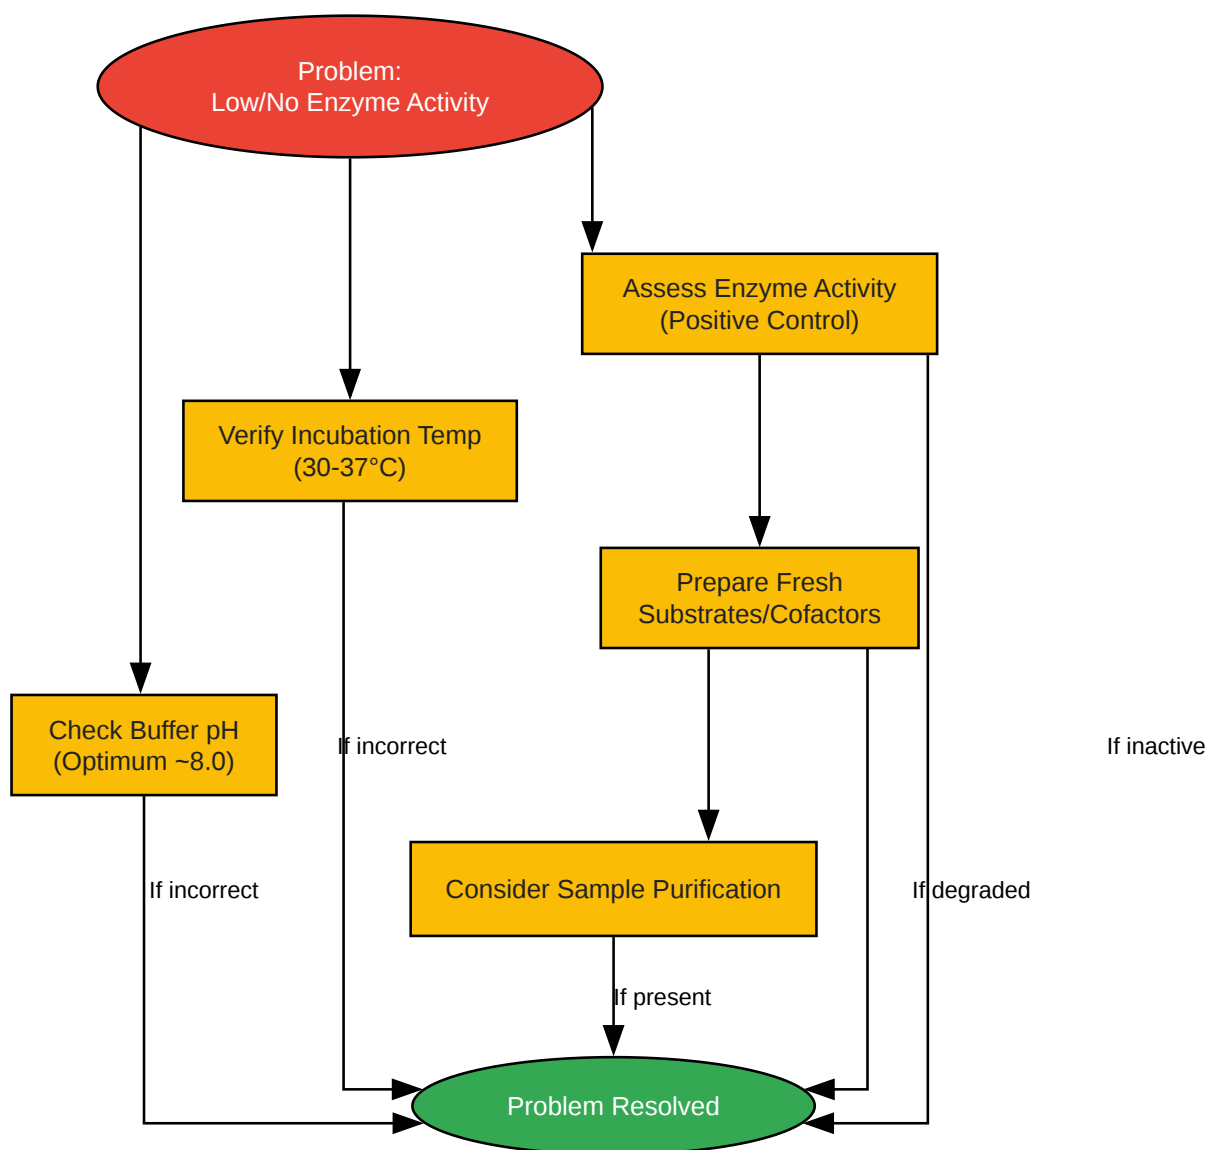 Problem:
Low/No Enzyme Activity
Assess Enzyme Activity
(Positive Control)
Verify Incubation Temp
(30-37°C)
Prepare Fresh
Substrates/Cofactors
Check Buffer pH
(Optimum ~8.0)
If incorrect
If inactive
Consider Sample Purification
If incorrect
If degraded
If present
Problem Resolved